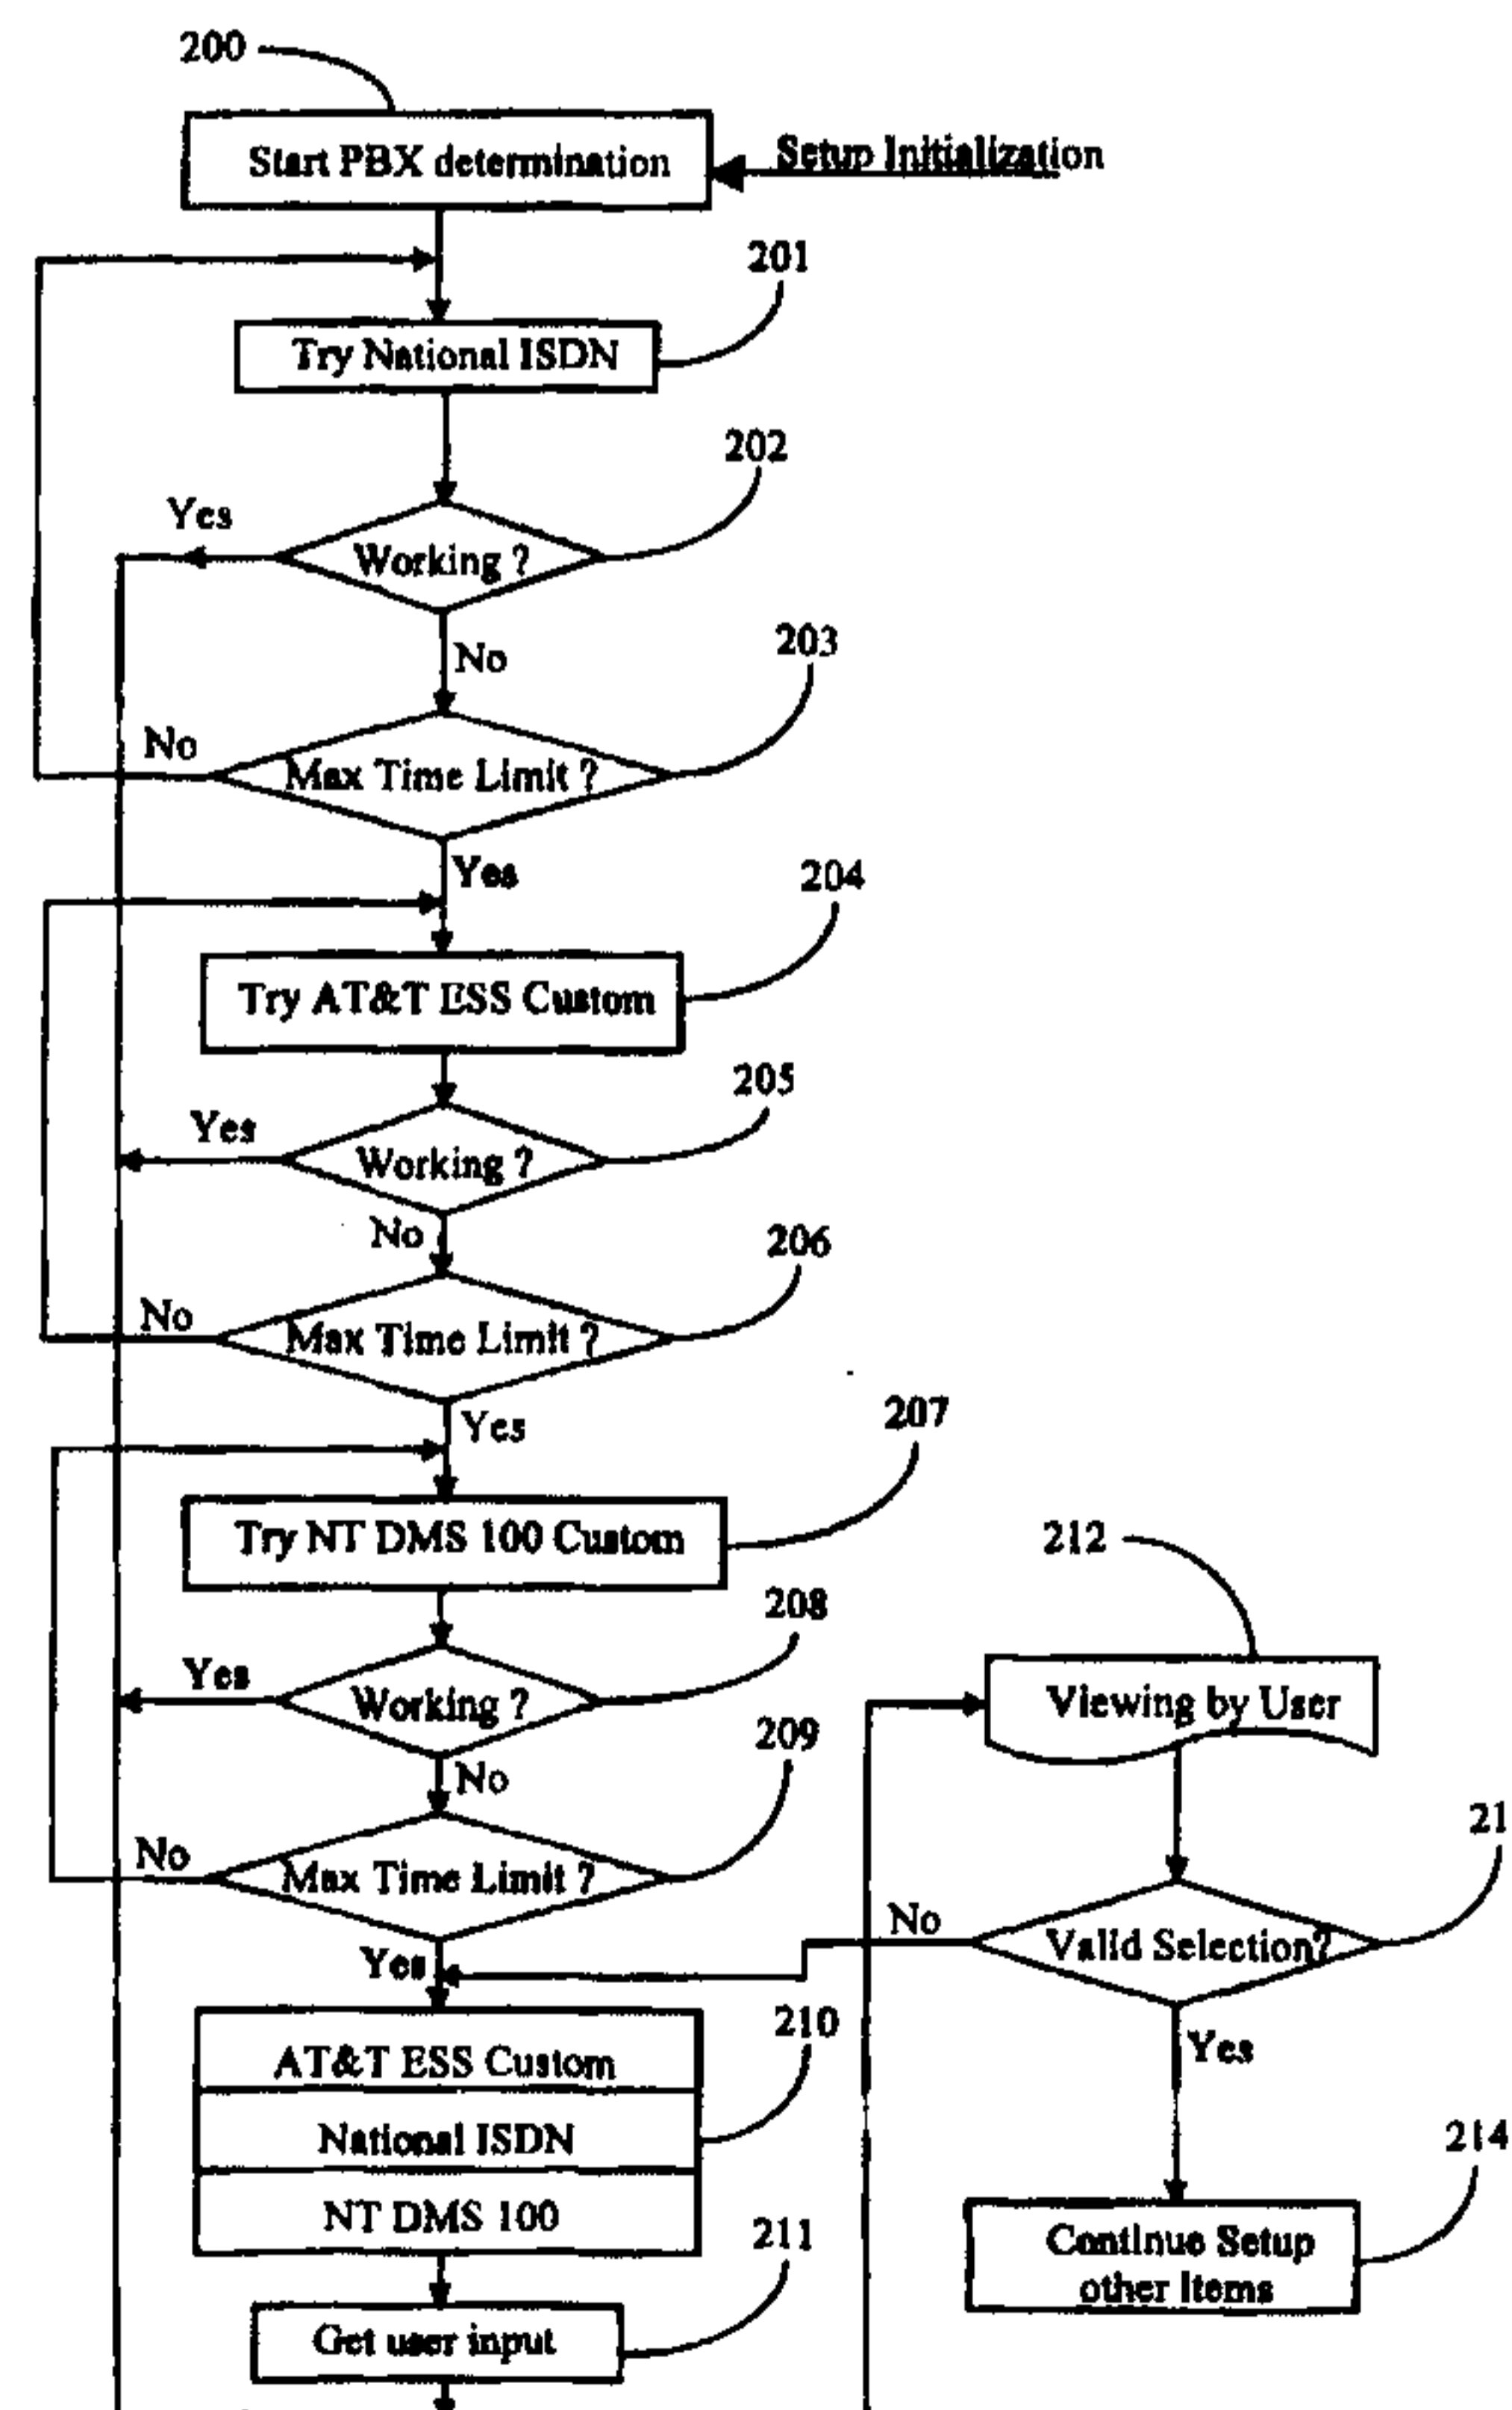 200
Start PBX determination
Setup Initialization
201
Try National ISDN
202
Yes
Working ?
No
203
No
Max Time Limit ?
Yes
204
Try AT&T ESS Custom
205
Yes
Working ?
No
206
No
Max Time Limit ?
Yes
207
Try NT DMS 100 Custom
208
Yes
Working ?
No
209
No
Max Time Limit ?
Yes
210
AT&T ESS Custom
National ISDN
NT DMS 100
211
Get user input
212
Viewing by User
21
No
Valid Selection?
Yes
214
Continue Setup
other Items